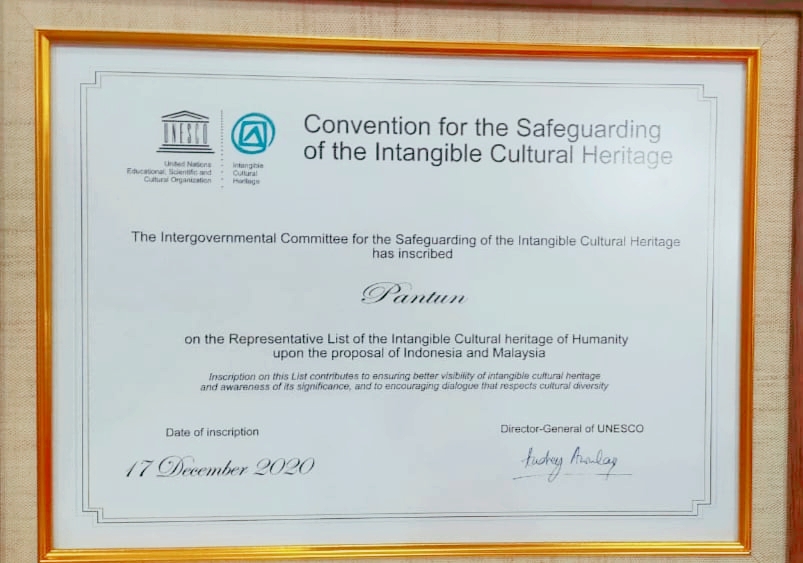 UNESCO
United Nations
Educational, Scientific and
Cultural Organization
Intangible
Cultural
Heritage
Convention for the Safeguarding
of the Intangible Cultural Heritage
The Intergovernmental Committee for the Safeguarding of the Intangible Cultural Heritage
has inscribed
Pantun
on the Representative List of the Intangible Cultural heritage of Humanity
upon the proposal of Indonesia and Malaysia
Inscription on this List contributes to ensuring better visibility of intangible cultural heritage
and awareness of its significance, and to encouraging dialogue that respects cultural diversity
Date of inscription
17 December 2020
Director-General of UNESCO
Audrey Azoulay